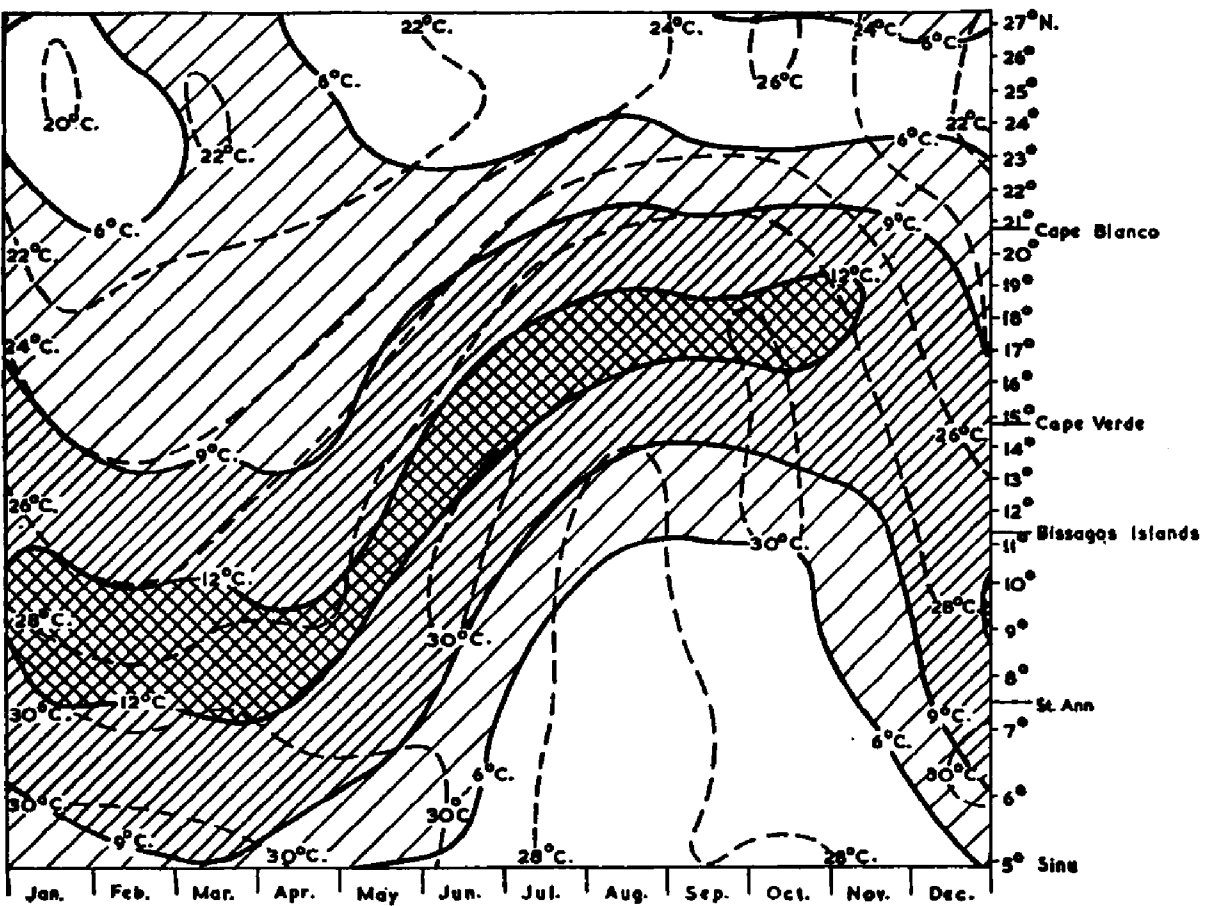 22°C. 24°C. 24°C. 27° N.
6°C. 26°
6°C. 26°C 25°
20°C. 22°C. 24°
22°C. 6°C. 23°
22°
6°C. 9°C. 21° Cape Blanco
22°C. 20°
12°C. 19°
18°
24°C. 17°
16°
15° Cape Verde
9°C. 26°C. 14°
13°
26°C. 12°
30°C. 11° Bissagos Islands
12°C. 10°
28°C. 28°C. 9°
30°C.
8°
30°C. 12°C. 9°C. St. Ann
7°
6°C.
6°C. 30°C.
30°C. 30°C 6°
9°C. 30°C. 28°C. 28°C. 5° Sinu
Jan. Feb. Mar. Apr. May Jun. Jul. Aug. Sep. Oct. Nov. Dec.